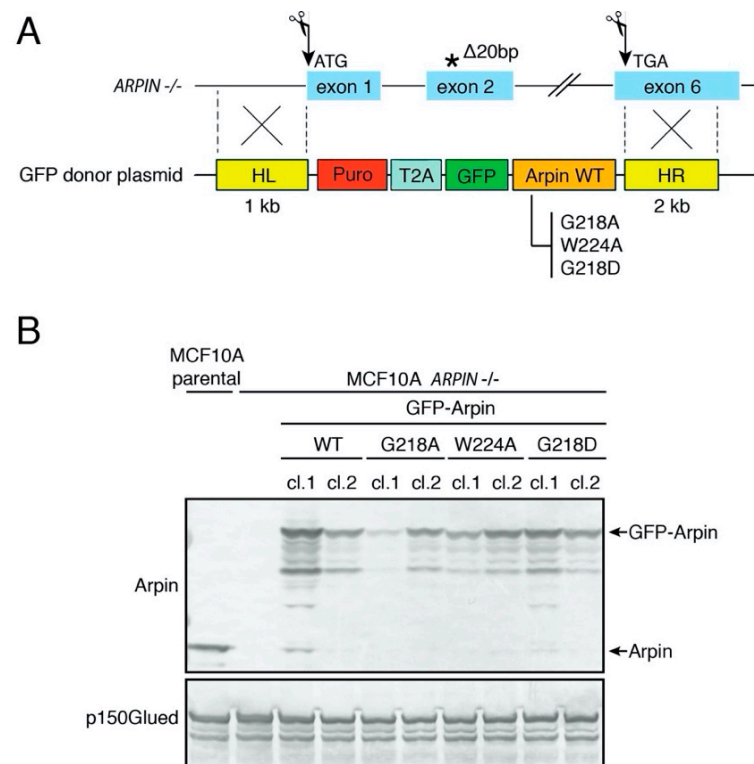 A
ATG
* Δ20bp
TGA
ARPIN -/-
exon 1
exon 2
exon 6
GFP donor plasmid
HL
Puro
T2A
GFP
Arpin WT
HR
1 kb
2 kb
G218A
W224A
G218D
B
MCF10A
parental
MCF10A ARPIN -/-
GFP-Arpin
WT G218A W224A G218D
cl.1 cl.2 cl.1 cl.2 cl.1 cl.2 cl.1 cl.2
GFP-Arpin
Arpin
Arpin
p150Glued